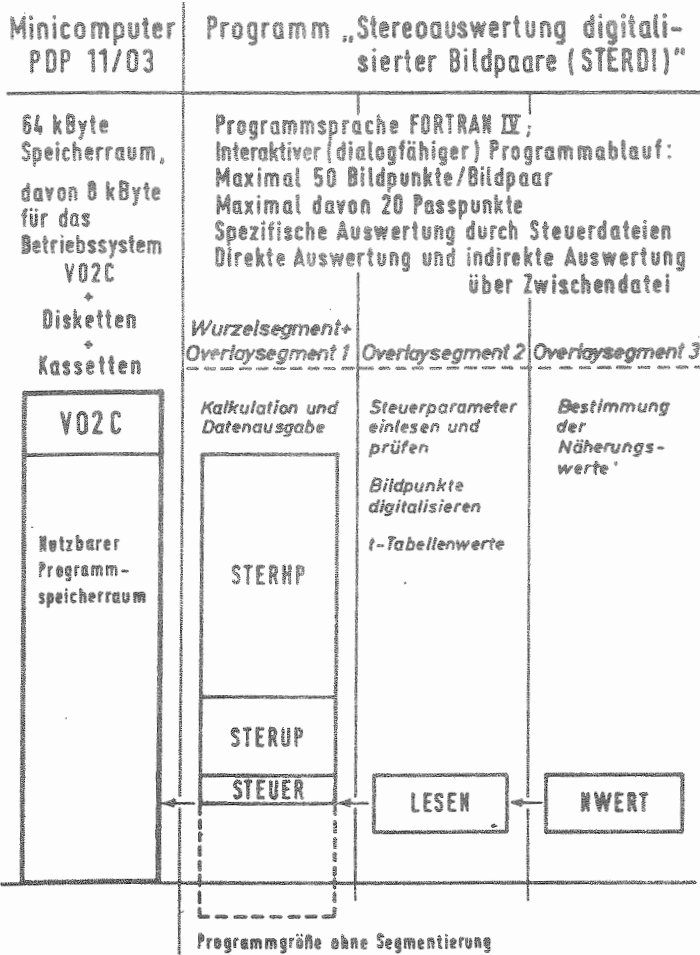 Minicomputer
PDP 11/03
Programm „Stereoauswertung digitali-
sierter Bildpaare (STERDI)"
64 kByte
Speicherraum,
davon 8 kByte
für das
Betriebssystem
V02C
+
Disketten
+
Kassetten
Programmsprache FORTRAN IV;
Interaktiver (dialogfähiger) Programmablauf:
Maximal 50 Bildpunkte/Bildpaar
Maximal davon 20 Passpunkte
Spezifische Auswertung durch Steuerdateien
Direkte Auswertung und indirekte Auswertung
über Zwischendatei
Wurzelsegment+
Overlaysegment 1
Overlaysegment 2
Overlaysegment 3
V02C
Nutzbarer
Programm-
speicherraum
Kalkulation und
Datenausgabe
STERHP
STERUP
STEUER
Steuerparameter
einlesen und
prüfen
Bildpunkte
digitalisieren
t-Tabellenwerte
LESEN
Bestimmung
der
Näherungs-
werte
NWERT
Programmgröße ohne Segmentierung